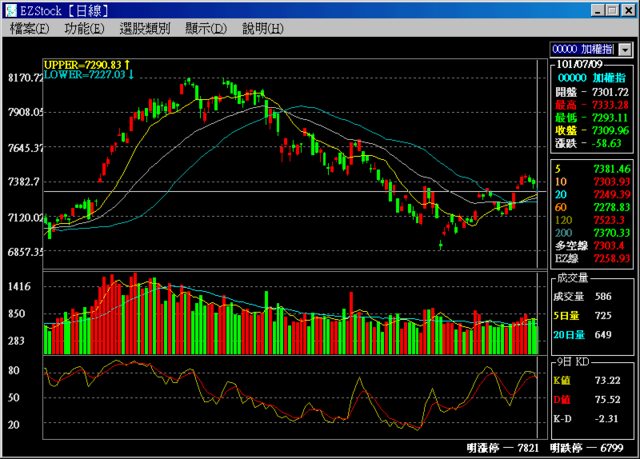 EZStock [日線]
檔案(F) 功能(E) 選股類別 顯示(D) 說明(H)
00000 加權指
UPPER=7290.83↑
LOWER=7227.03↓
8170.72
7908.05
7645.37
7382.7
7120.02
6857.35
1416
850
283
80
50
20
101/07/09
00000 加權指
開盤 - 7301.72
最高 - 7333.28
最低 - 7293.11
收盤 - 7309.96
漲跌 - -58.63
5 7381.46
10 7303.93
20 7249.39
60 7278.83
120 7523.3
200 7370.33
多空線 7303.4
EZ線 7258.93
成交量
成交量 586
5日量 725
20日量 649
9日 KD
K值 73.22
D值 75.52
K-D -2.31
明漲停 — 7821 明跌停 — 6799